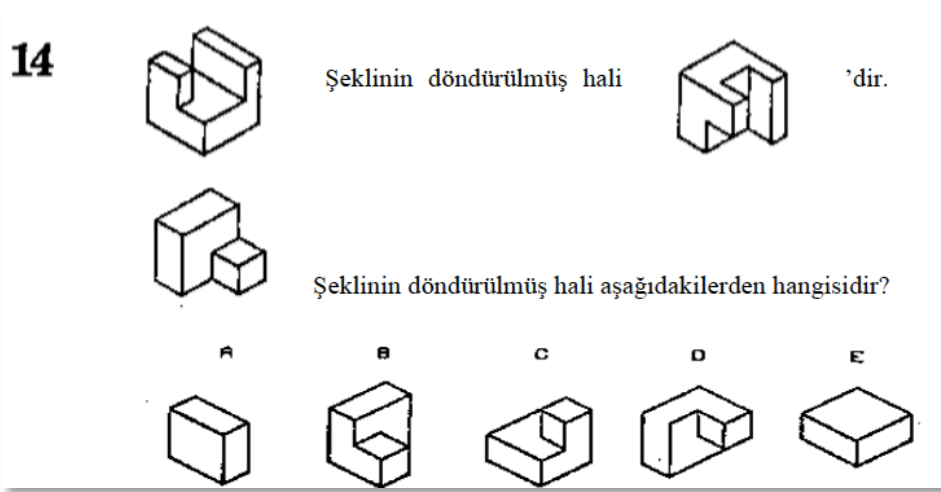 14
Şeklinin döndürülmüş hali ’dir.
Şeklinin döndürülmüş hali aşağıdakilerden hangisidir?
A B C D E